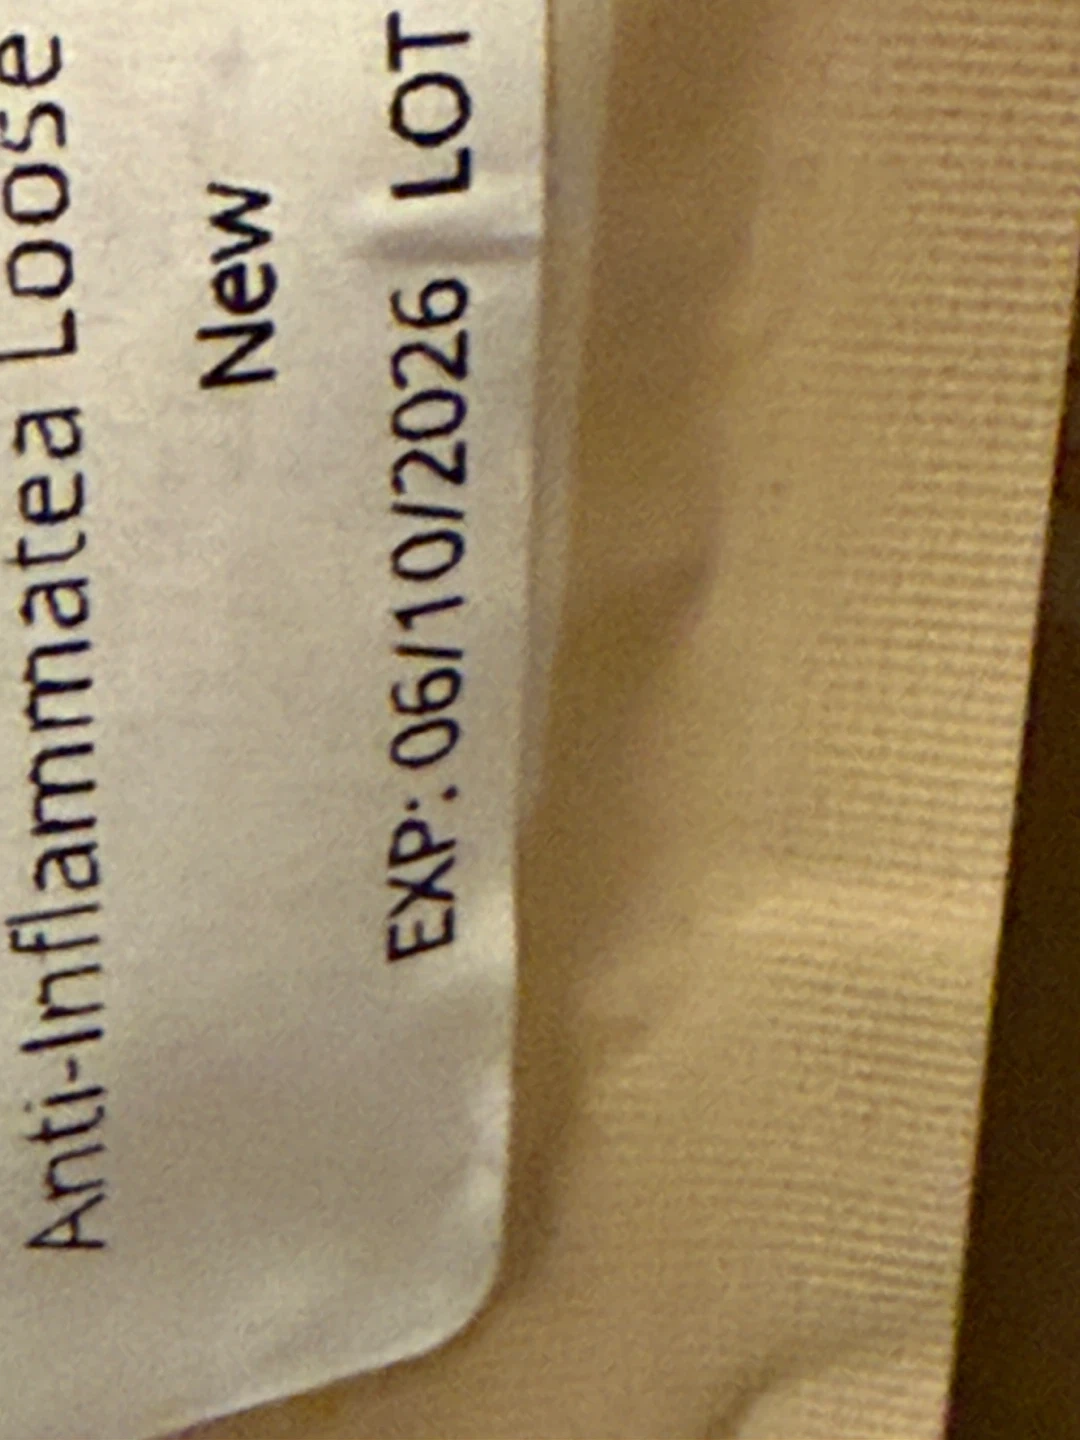 Anti-Inflammatea Loose
New
EXP: 06/10/2026 LOT